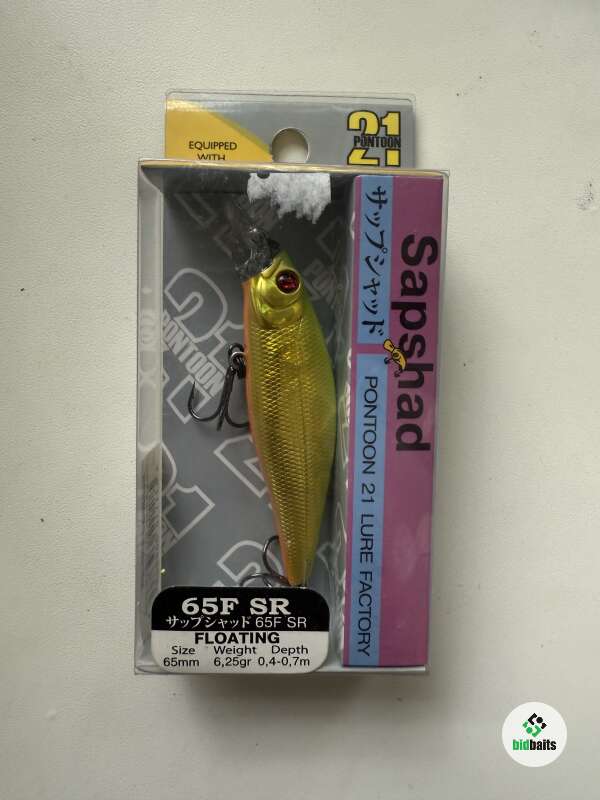 EQUIPPED
WITH
21
PONTOON
Sapshad
サップシャッド
PONTOON 21 LURE FACTORY
PONTOON
65F SR
サップシャッド 65F SR
FLOATING
Size Weight Depth
65mm 6,25gr 0,4-0,7m
bidbaits